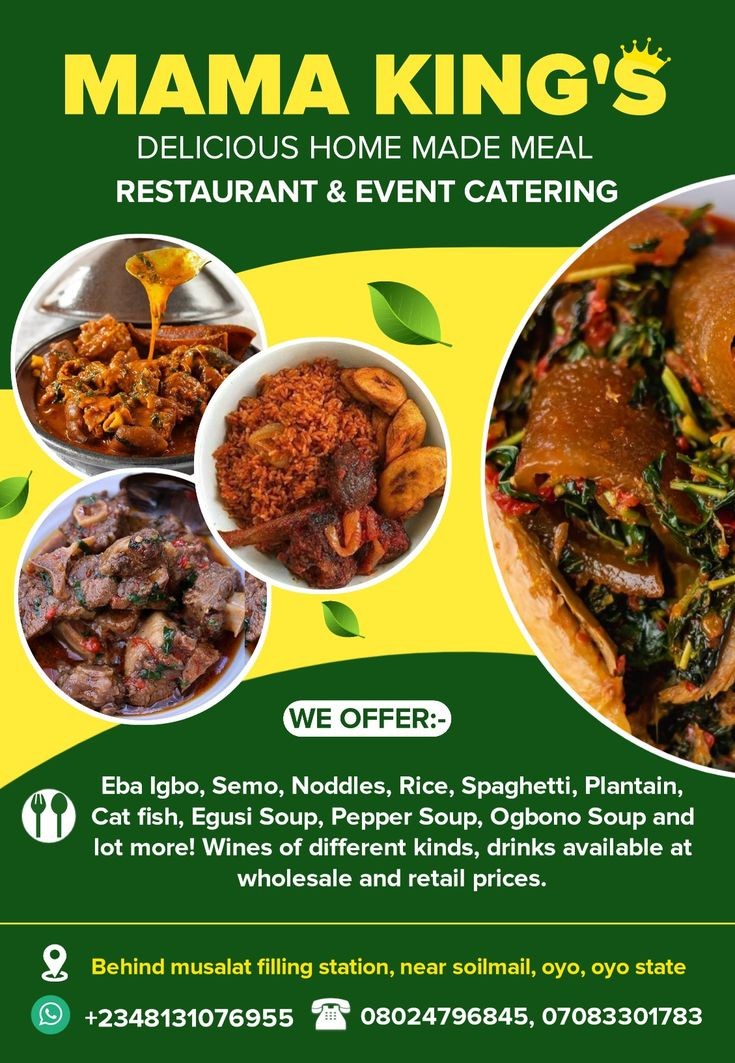 MAMA KING'S
DELICIOUS HOME MADE MEAL
RESTAURANT & EVENT CATERING
WE OFFER:-
Eba Igbo, Semo, Noddles, Rice, Spaghetti, Plantain,
Cat fish, Egusi Soup, Pepper Soup, Ogbono Soup and
lot more! Wines of different kinds, drinks available at
wholesale and retail prices.
Behind musalat filling station, near soilmail, oyo, oyo state
+2348131076955 08024796845, 07083301783